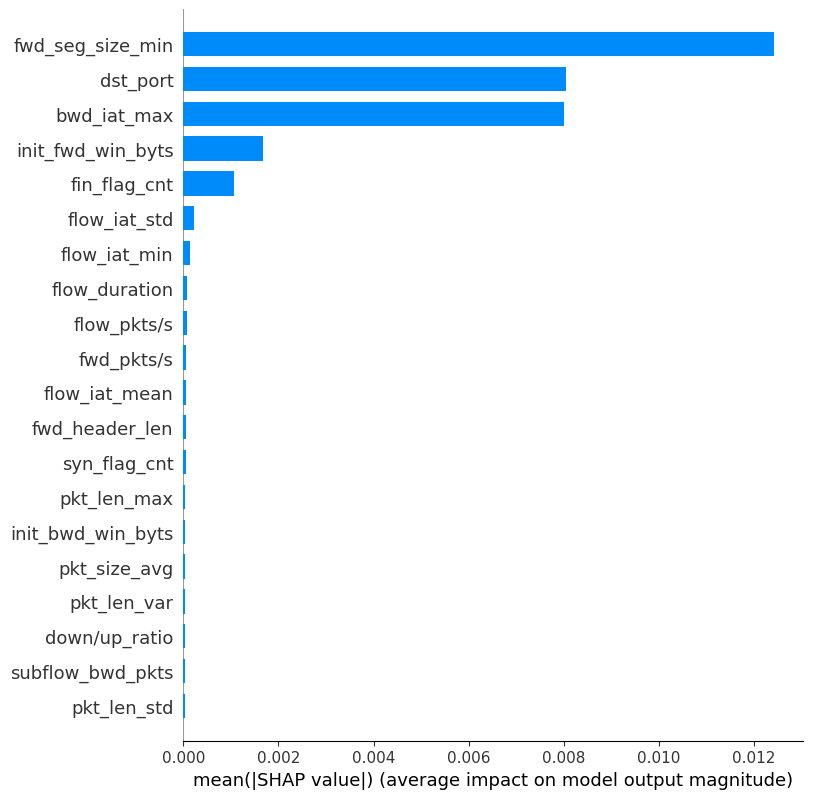 fwd_seg_size_min
dst_port
bwd_iat_max
init_fwd_win_byts
fin_flag_cnt
flow_iat_std
flow_iat_min
flow_duration
flow_pkts/s
fwd_pkts/s
flow_iat_mean
fwd_header_len
syn_flag_cnt
pkt_len_max
init_bwd_win_byts
pkt_size_avg
pkt_len_var
down/up_ratio
subflow_bwd_pkts
pkt_len_std
0.000 0.002 0.004 0.006 0.008 0.010 0.012
mean(|SHAP value|) (average impact on model output magnitude)